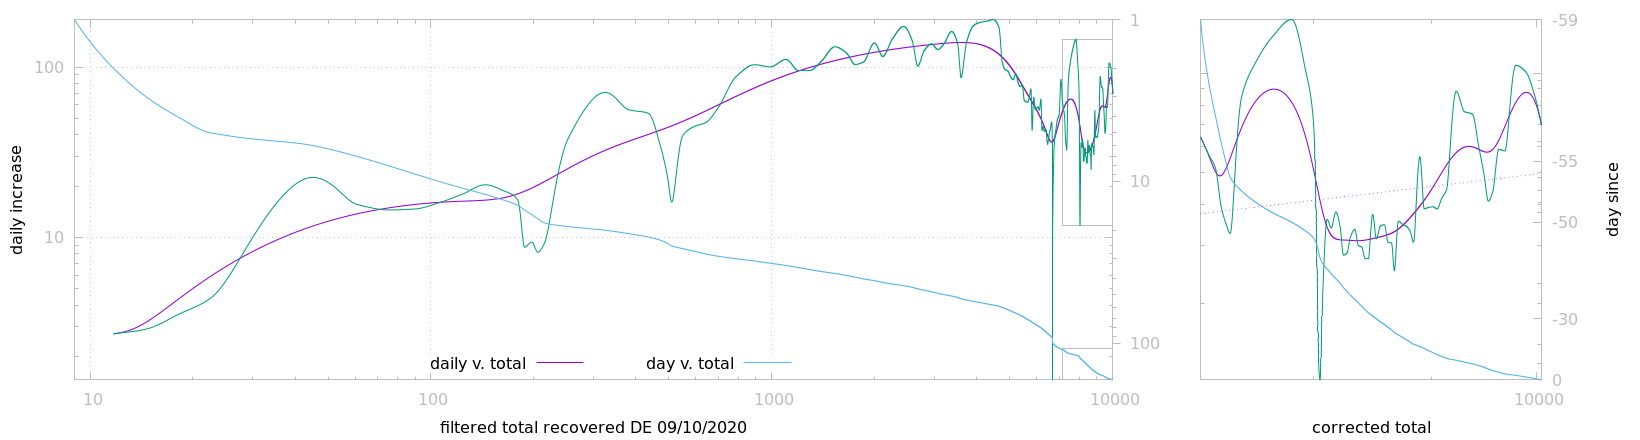 daily increase
100
10
10
100
1000
10000
1
10
100
daily v. total
day v. total
filtered total recovered DE 09/10/2020
-59
-55
-50
-30
0
day since
10000
corrected total